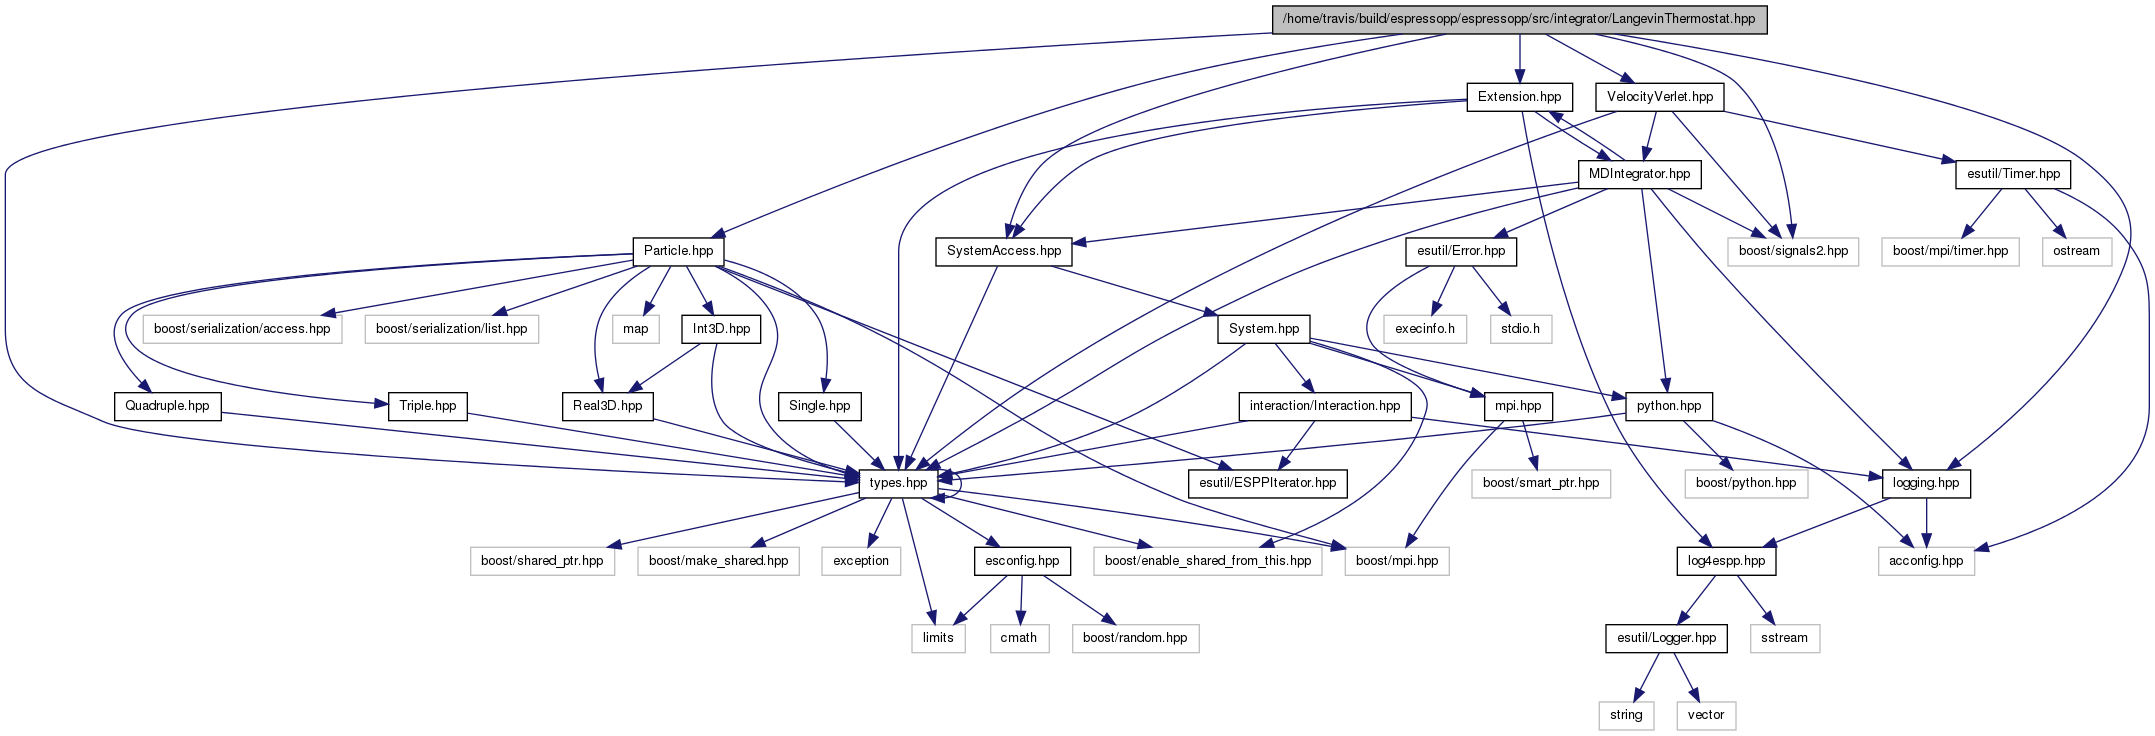 /home/travis/build/espressopp/espressopp/src/integrator/LangevinThermostat.hpp
Extension.hpp
VelocityVerlet.hpp
MDIntegrator.hpp
esutil/Timer.hpp
Particle.hpp
SystemAccess.hpp
esutil/Error.hpp
boost/signals2.hpp
boost/mpi/timer.hpp
ostream
boost/serialization/access.hpp
boost/serialization/list.hpp
map
Int3D.hpp
System.hpp
execinfo.h
stdio.h
Quadruple.hpp
Triple.hpp
Real3D.hpp
Single.hpp
interaction/Interaction.hpp
mpi.hpp
python.hpp
types.hpp
esutil/ESPPIterator.hpp
boost/smart_ptr.hpp
boost/python.hpp
logging.hpp
boost/shared_ptr.hpp
boost/make_shared.hpp
exception
esconfig.hpp
boost/enable_shared_from_this.hpp
boost/mpi.hpp
log4espp.hpp
acconfig.hpp
limits
cmath
boost/random.hpp
esutil/Logger.hpp
sstream
string
vector